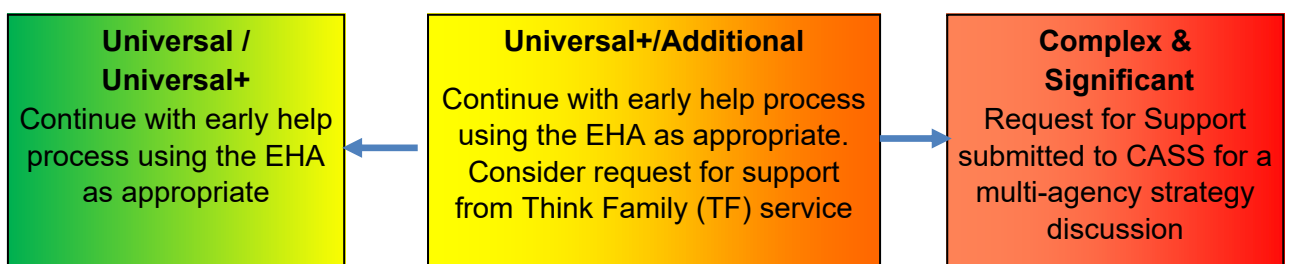 Universal /
Universal+
Continue with early help
process using the EHA
as appropriate
Universal+/Additional
Continue with early help process
using the EHA as appropriate.
Consider request for support
from Think Family (TF) service
Complex &
Significant
Request for Support
submitted to CASS for a
multi-agency strategy
discussion